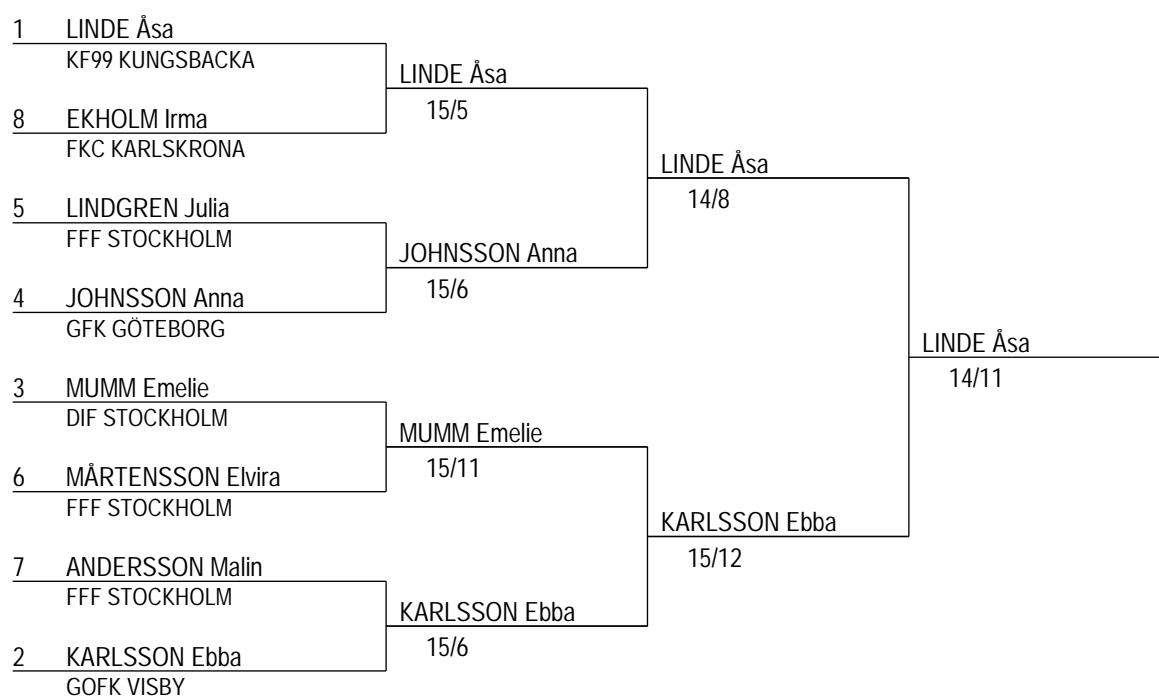 1 LINDE Åsa
KF99 KUNGSBACKA
LINDE Åsa
15/5
8 EKHOLM Irma
FKC KARLSKRONA
LINDE Åsa
14/8
5 LINDGREN Julia
FFF STOCKHOLM
JOHNSSON Anna
15/6
4 JOHNSSON Anna
GFK GÖTEBORG
LINDE Åsa
14/11
3 MUMM Emelie
DIF STOCKHOLM
MUMM Emelie
15/11
6 MÅRTENSSON Elvira
FFF STOCKHOLM
KARLSSON Ebba
15/12
7 ANDERSSON Malin
FFF STOCKHOLM
KARLSSON Ebba
15/6
2 KARLSSON Ebba
GOFK VISBY